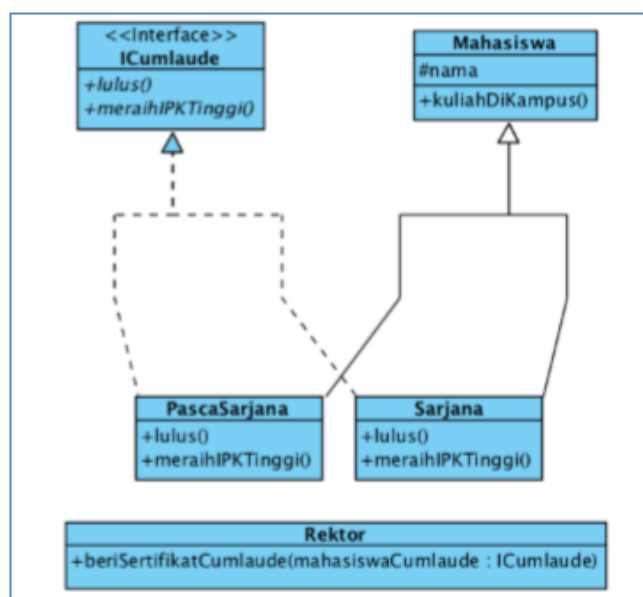 <<Interface>>
ICumlaude
+lulus()
+meraihIPKTinggi()
Mahasiswa
#nama
+kuliahDiKampus()
PascaSarjana
+lulus()
+meraihIPKTinggi()
Sarjana
+lulus()
+meraihIPKTinggi()
Rektor
+beriSertifikatCumlaude(mahasiswaCumlaude : ICumlaude)